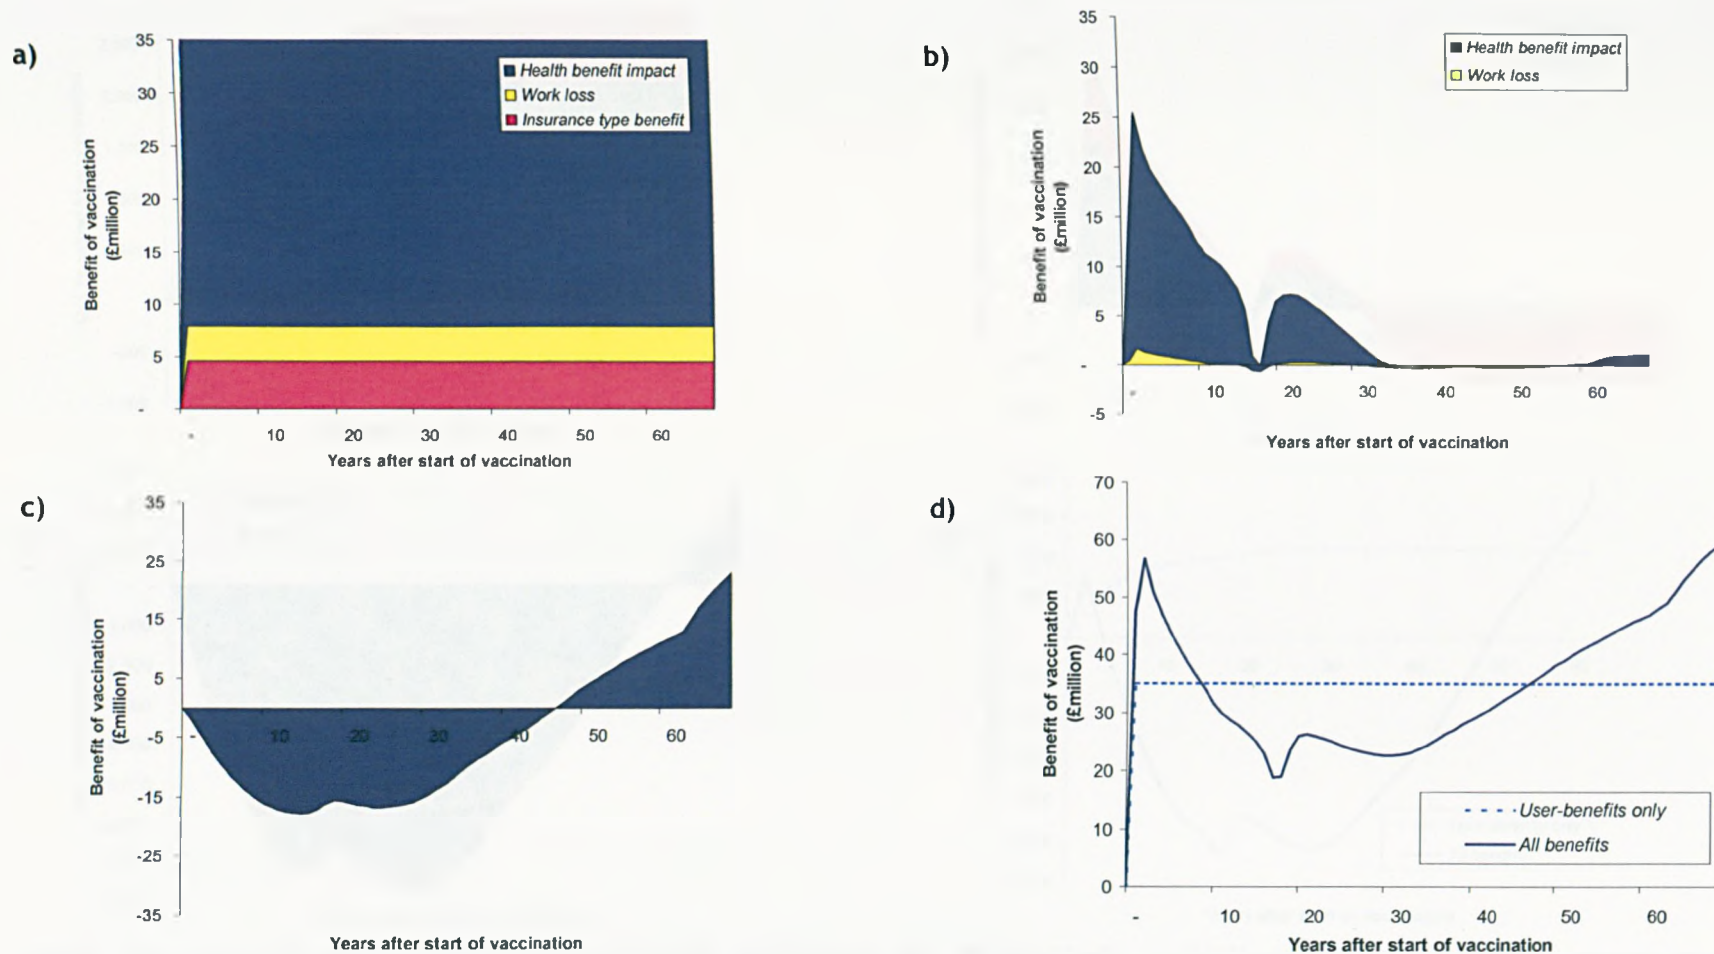 a)
35
30
25
20
15
10
5
-
Benefit of vaccination
(£million)
Health benefit impact
Work loss
Insurance type benefit
- 10 20 30 40 50 60
Years after start of vaccination
b)
35
30
25
20
15
10
5
-
-5
Benefit of vaccination
(£million)
Health benefit impact
Work loss
- 10 20 30 40 50 60
Years after start of vaccination
c)
35
25
15
5
-5
-15
-25
-35
Benefit of vaccination
(£million)
- 10 20 30 40 50 60
Years after start of vaccination
d)
70
60
50
40
30
20
10
0
Benefit of vaccination
(£million)
User-benefits only
All benefits
- 10 20 30 40 50 60
Years after start of vaccination